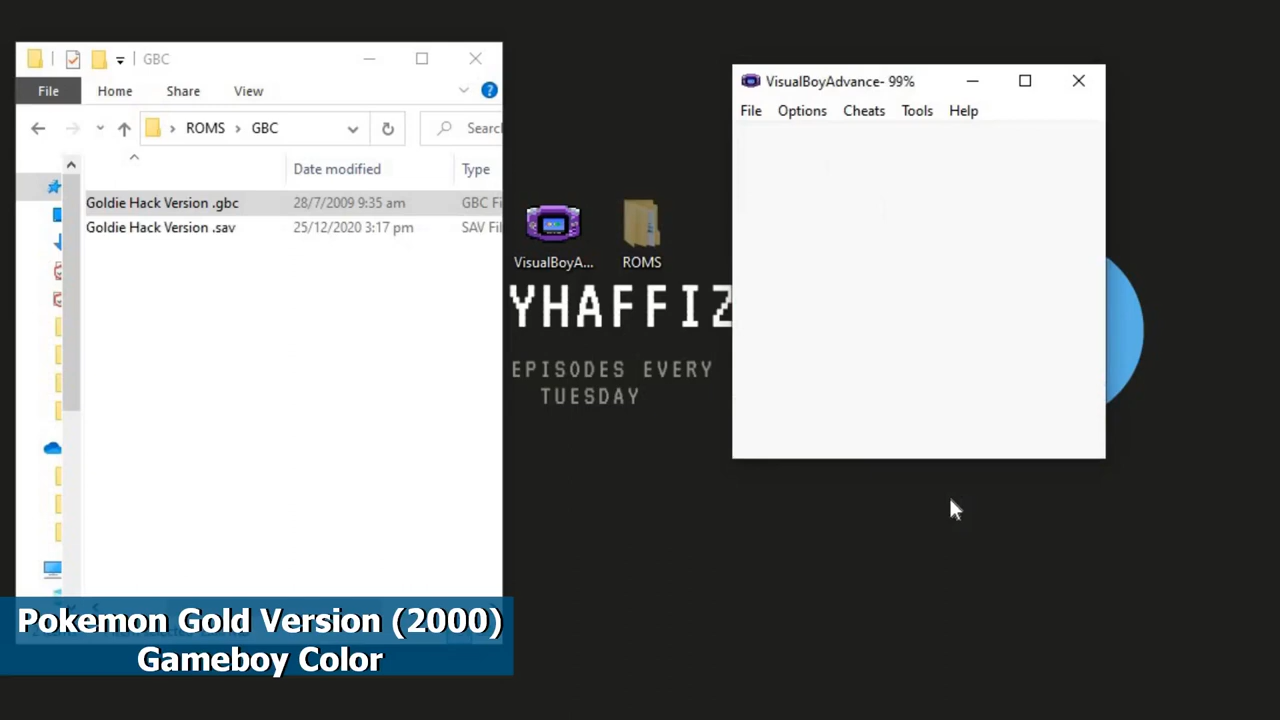 GBC
File Home Share View
ROMS > GBC
Searc
Date modified Type
Goldie Hack Version .gbc 28/7/2009 9:35 am GBC Fi
Goldie Hack Version .sav 25/12/2020 3:17 pm SAV Fil
VisualBoyA... ROMS
YHAFFIZ
EPISODES EVERY
TUESDAY
VisualBoyAdvance- 99%
File Options Cheats Tools Help
Pokemon Gold Version (2000)
Gameboy Color